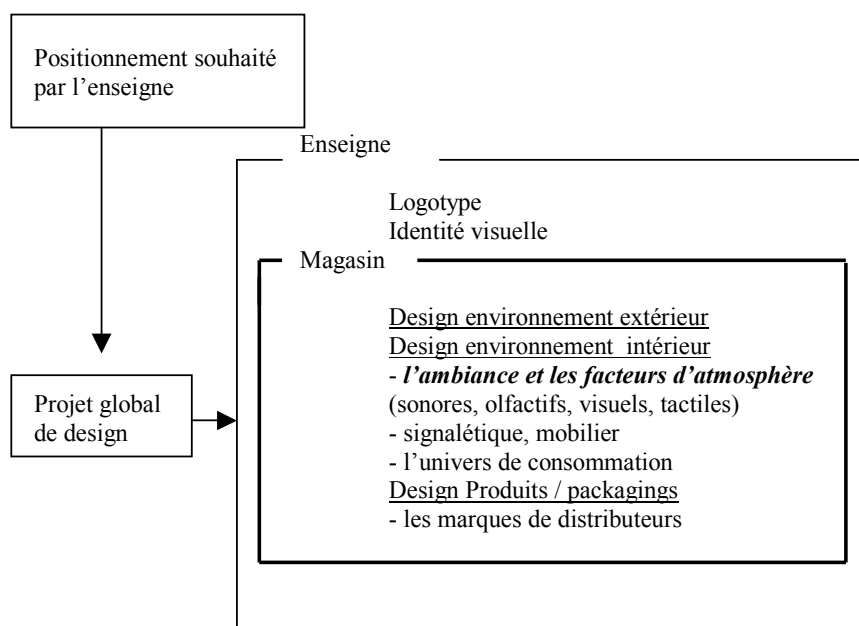 Positionnement souhaité
par l’enseigne
Enseigne
Logotype
Identité visuelle
Magasin
Design environnement extérieur
Design environnement intérieur
- l’ambiance et les facteurs d’atmosphère
(sonores, olfactifs, visuels, tactiles)
- signalétique, mobilier
- l’univers de consommation
Design Produits / packagings
- les marques de distributeurs
Projet global
de design